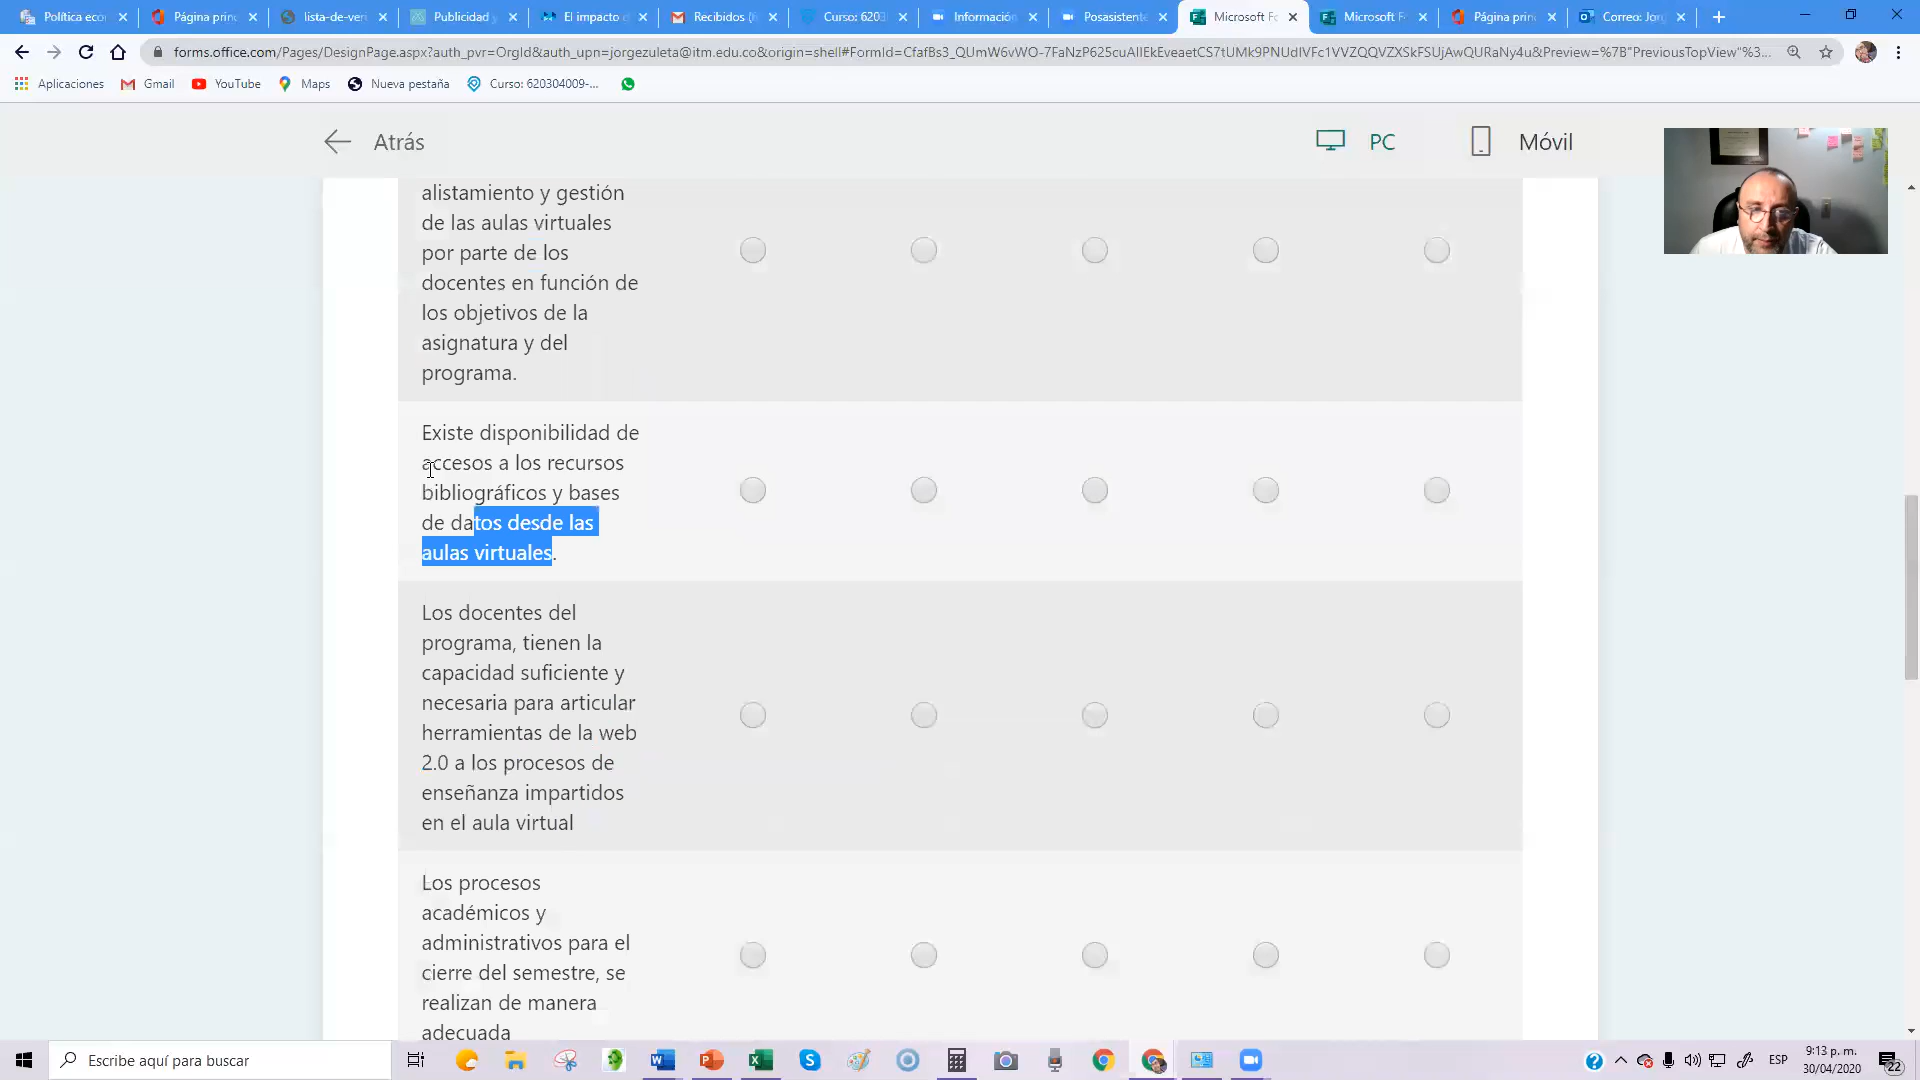 Política ecor
Página princ
lista-de-veri
Publicidad y
El impacto d
Recibidos (
Curso: 6203
Información
Posasistente
Microsoft Fo
Microsoft Fo
Página princ
Correo: Jorg
forms.office.com/Pages/DesignPage.aspx?auth_pvr=OrgId&auth_upn=jorgezuleta@itm.edu.co&origin=shell#FormId=CfafBs3_QUmW6vWO-7FaNzP625cuAIlEkEveaetCS7tUMk9PNUdIVFc1VVZQQVZXSkFSUjAwQURaNy4u&Preview=%7B"PreviousTopView"%3...
Aplicaciones
Gmail
YouTube
Maps
Nueva pestaña
Curso: 620304009-...
Atrás
PC
Móvil
alistamiento y gestión
de las aulas virtuales
por parte de los
docentes en función de
los objetivos de la
asignatura y del
programa.
Existe disponibilidad de
accesos a los recursos
bibliográficos y bases
de datos desde las
aulas virtuales.
Los docentes del
programa, tienen la
capacidad suficiente y
necesaria para articular
herramientas de la web
2.0 a los procesos de
enseñanza impartidos
en el aula virtual
Los procesos
académicos y
administrativos para el
cierre del semestre, se
realizan de manera
adecuada
Escribe aquí para buscar
ESP
9:13 p. m.
30/04/2020
22